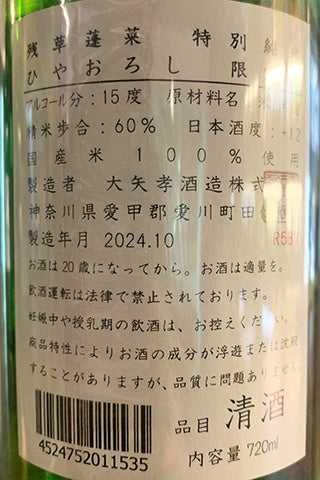 残草蓬莱 特別純
ひやおろし 限
アルコール分:15度 原材料名:
精米歩合:60% 日本酒度:+12
国産米100%使用
製造者 大矢孝酒造株式
神奈川県愛甲郡愛川町田
製造年月 2024.10 R5B
お酒は20歳になってから。お酒は適量を。
飲酒運転は法律で禁止されております。
妊娠中や授乳期の飲酒は、お控えください。
商品特性によりお酒の成分が浮遊または沈殿
することがありますが、品質に問題ありません。
品目 清酒
内容量 720ml
4524752011535